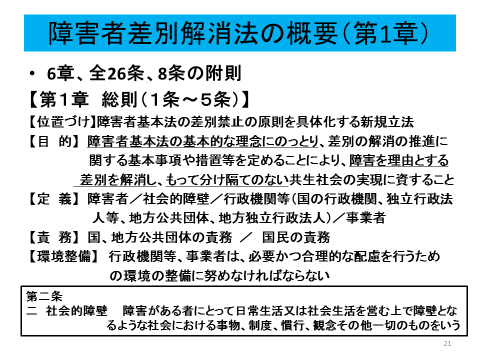 障害者差別解消法の概要（第1章）
• 6章、全26条、8条の附則
【第１章 総則（１条～５条）】
【位置づけ】障害者基本法の差別禁止の原則を具体化する新規立法
【目 的】 障害者基本法の基本的な理念にのっとり、差別の解消の推進に
関する基本事項や措置等を定めることにより、障害を理由とする
差別を解消し、もって分け隔てのない共生社会の実現に資すること
【定 義】 障害者／社会的障壁／行政機関等（国の行政機関、独立行政法
人等、地方公共団体、地方独立行政法人）／事業者
【責 務】 国、地方公共団体の責務 ／ 国民の責務
【環境整備】 行政機関等、事業者は、必要かつ合理的な配慮を行うため
の環境の整備に努めなければならない
第二条
二 社会的障壁 障害がある者にとって日常生活又は社会生活を営む上で障壁とな
るような社会における事物、制度、慣行、観念その他一切のものをいう
21